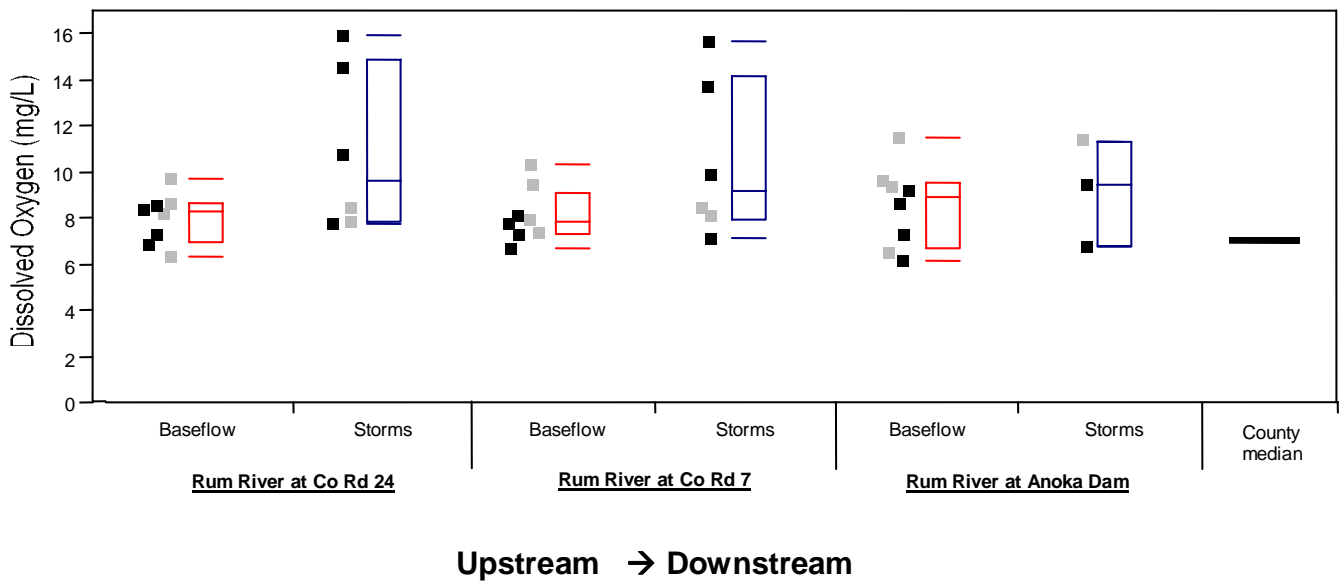 Dissolved Oxygen (mg/L)
16
14
12
10
8
6
4
2
0
Baseflow
Storms
Baseflow
Storms
Baseflow
Storms
County
median
Rum River at Co Rd 24
Rum River at Co Rd 7
Rum River at Anoka Dam
Upstream → Downstream